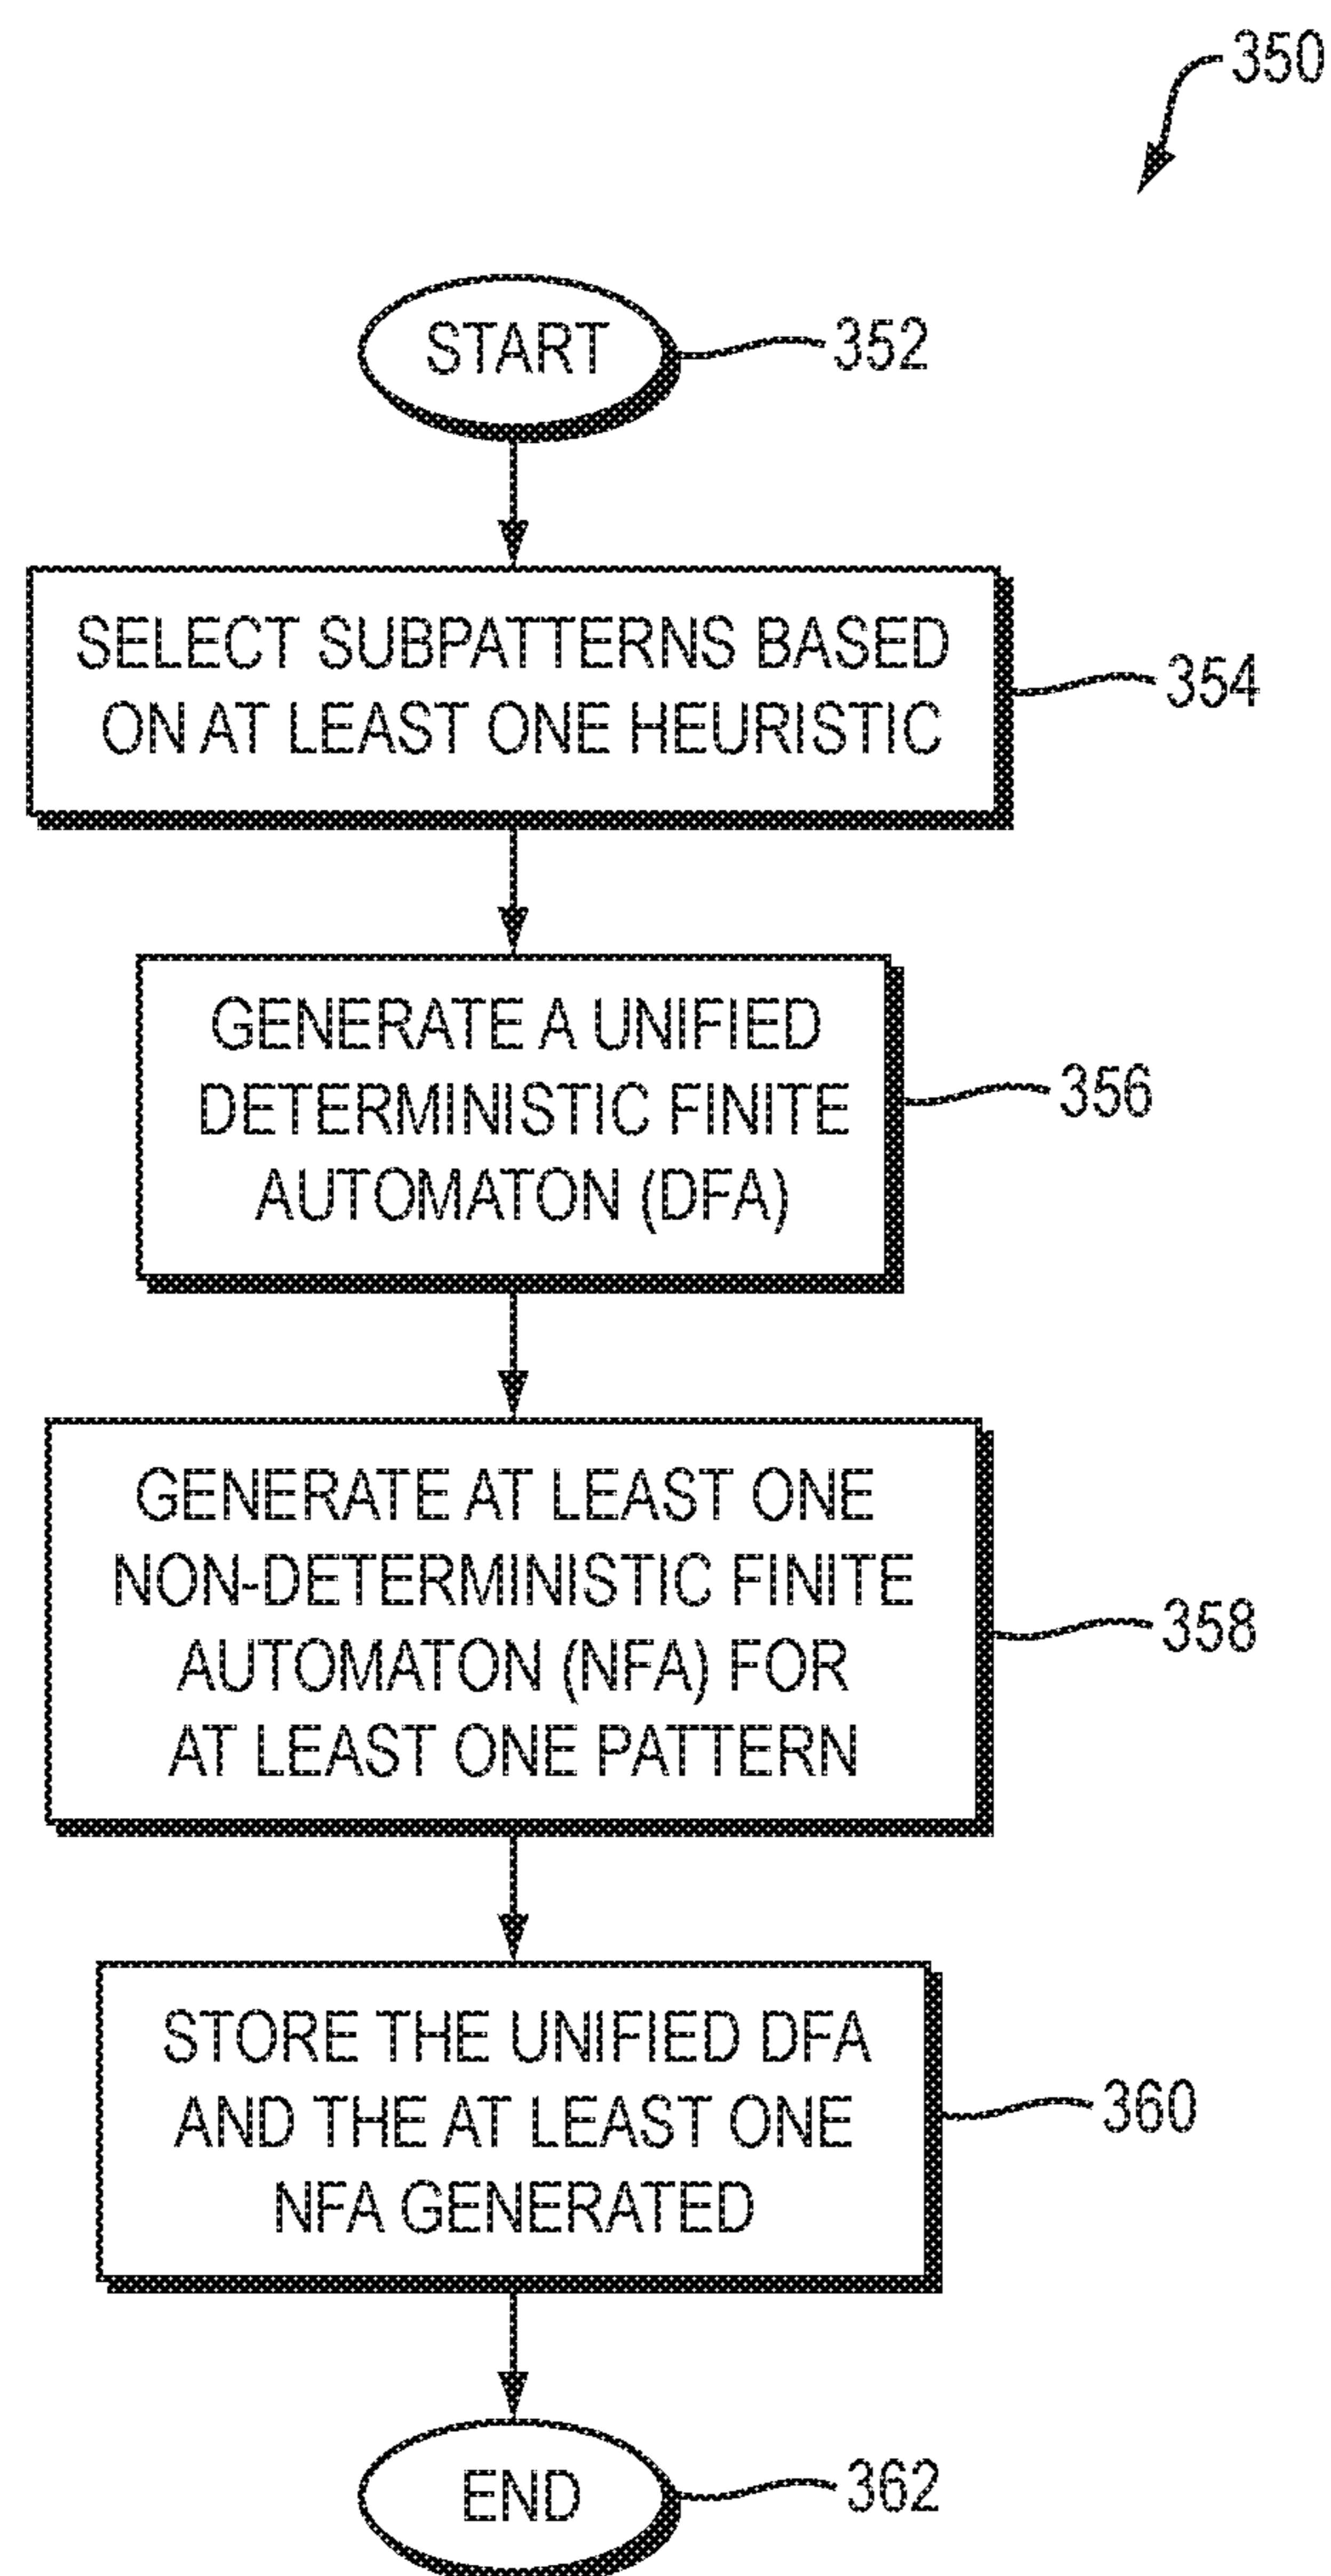 350
START
352
SELECT SUBPATTERNS BASED
ON AT LEAST ONE HEURISTIC
354
GENERATE A UNIFIED
DETERMINISTIC FINITE
AUTOMATON (DFA)
356
GENERATE AT LEAST ONE
NON-DETERMINISTIC FINITE
AUTOMATON (NFA) FOR
AT LEAST ONE PATTERN
358
STORE THE UNIFIED DFA
AND THE AT LEAST ONE
NFA GENERATED
360
END
362